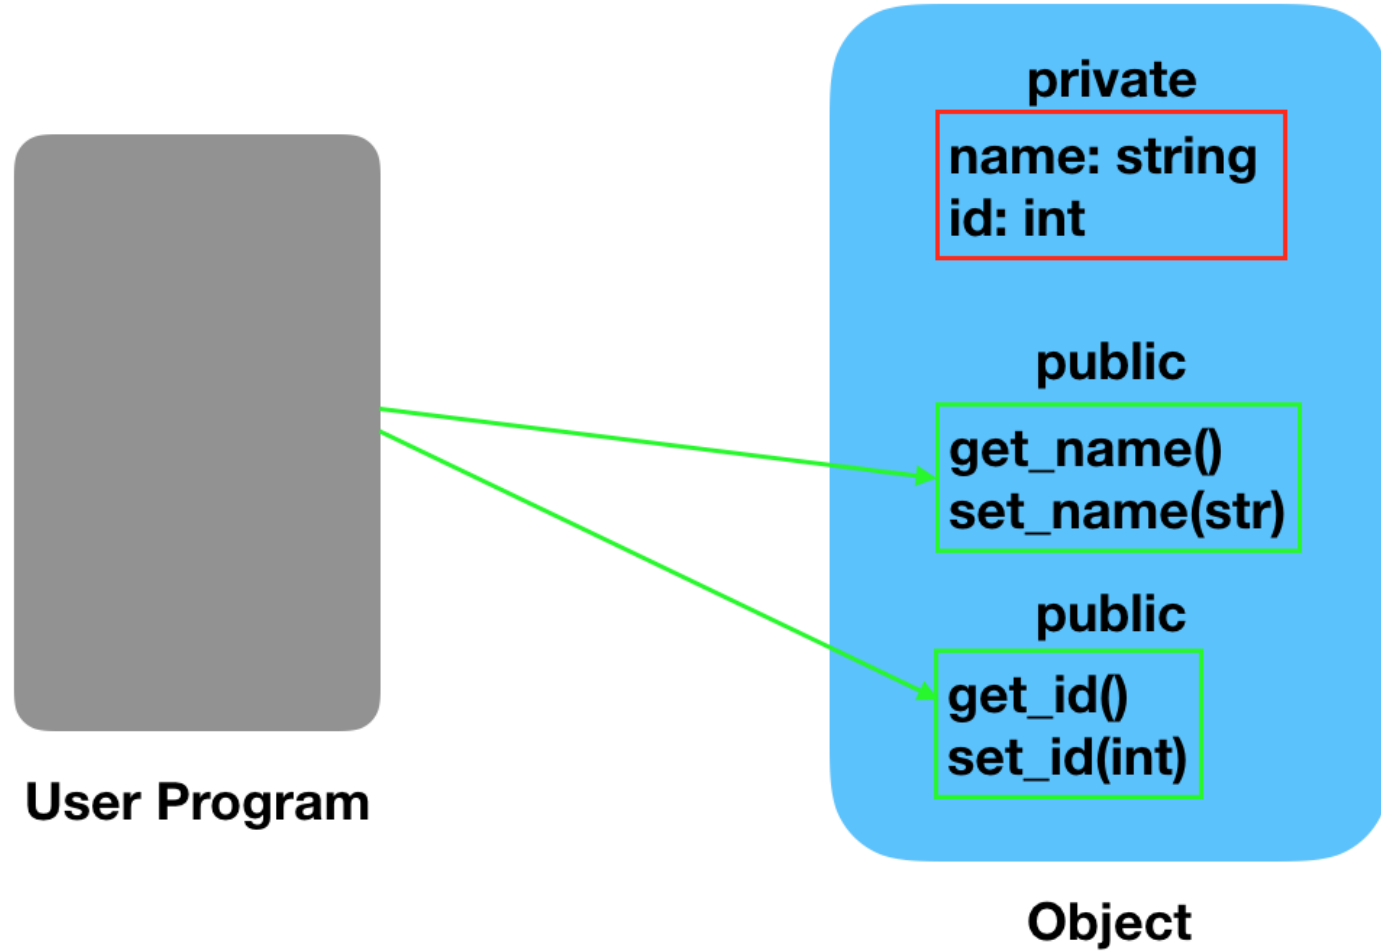 private
name: string
id: int
public
get_name()
set_name(str)
public
get_id()
set_id(int)
User Program
Object